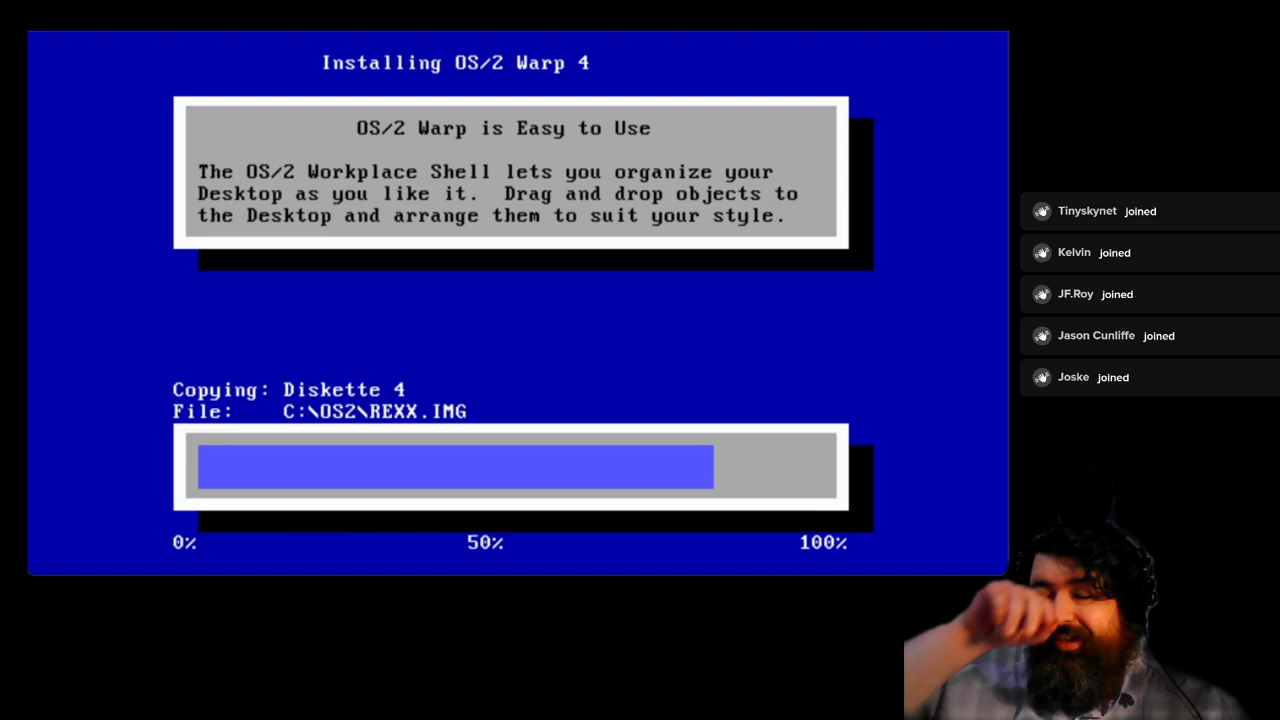 Installing OS/2 Warp 4
OS/2 Warp is Easy to Use
The OS/2 Workplace Shell lets you organize your
Desktop as you like it.  Drag and drop objects to
the Desktop and arrange them to suit your style.
Copying: Diskette 4
File:    C:\OS2\REXX.IMG
0%
50%
100%
Tinyskynet joined
Kelvin joined
JF.Roy joined
Jason Cunliffe joined
Joske joined